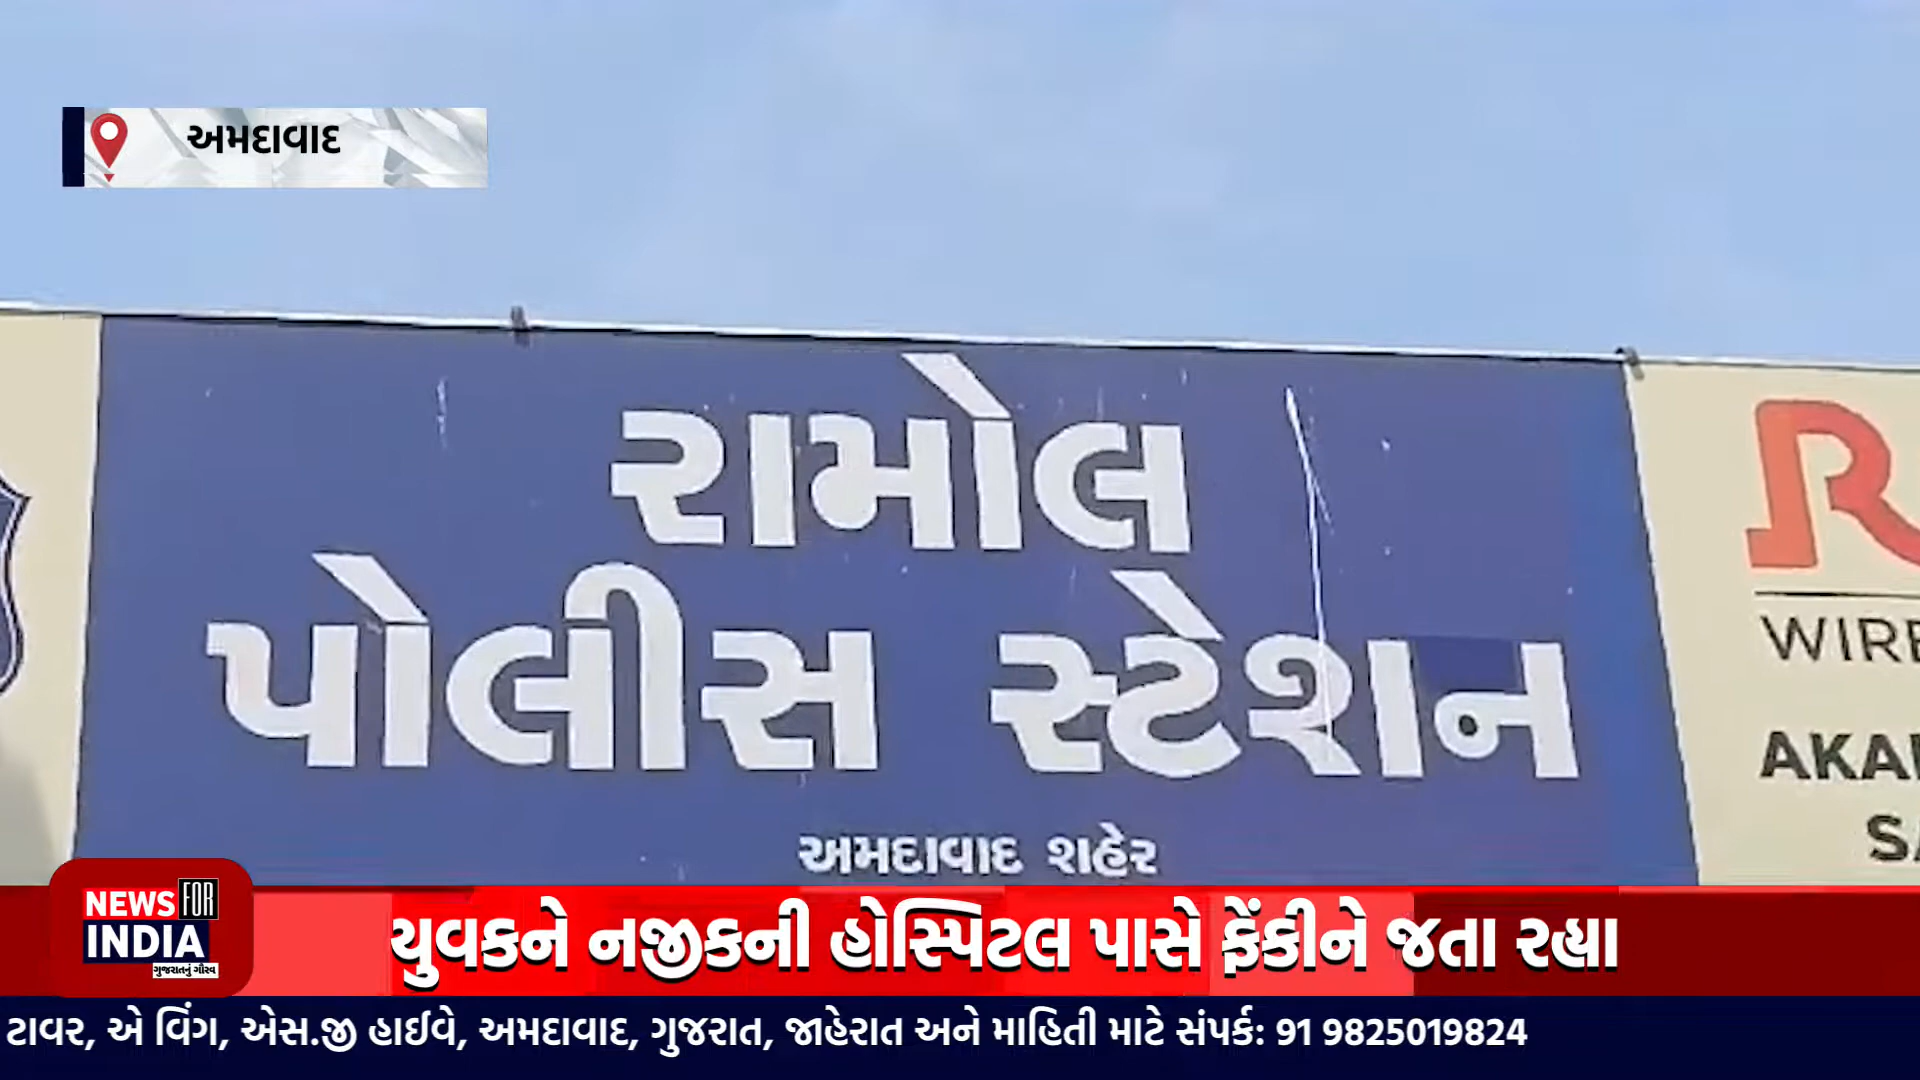 અમદાવાદ
રામોલ
પોલીસ સ્ટેશન
અમદાવાદ શહેર
WIRE
AKA
NEWS FOR
INDIA
ગુજરાતનું ગૌરવ
યુવકને નજીકની હોસ્પિટલ પાસે ફેંકીને જતા રહ્યા
ટાવર, એ વિંગ, એસ.જી હાઈવે, અમદાવાદ, ગુજરાત, જાહેરાત અને માહિતી માટે સંપર્ક: 91 9825019824